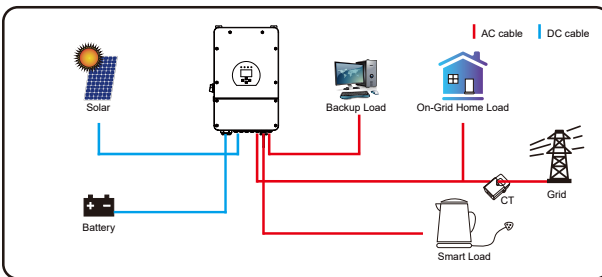 AC cable
DC cable
Solar
Backup Load
On-Grid Home Load
CT
Grid
Battery
Smart Load